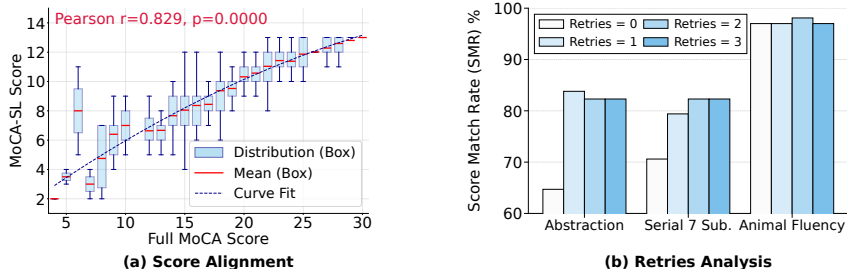 Pearson r=0.829, p=0.0000
MoCA-SL Score
14
12
10
8
6
4
2
Distribution (Box)
Mean (Box)
Curve Fit
5 10 15 20 25 30
Full MoCA Score
(a) Score Alignment
Score Match Rate (SMR) %
100
90
80
70
60
Retries = 0 Retries = 2
Retries = 1 Retries = 3
Abstraction Serial 7 Sub. Animal Fluency
(b) Retries Analysis